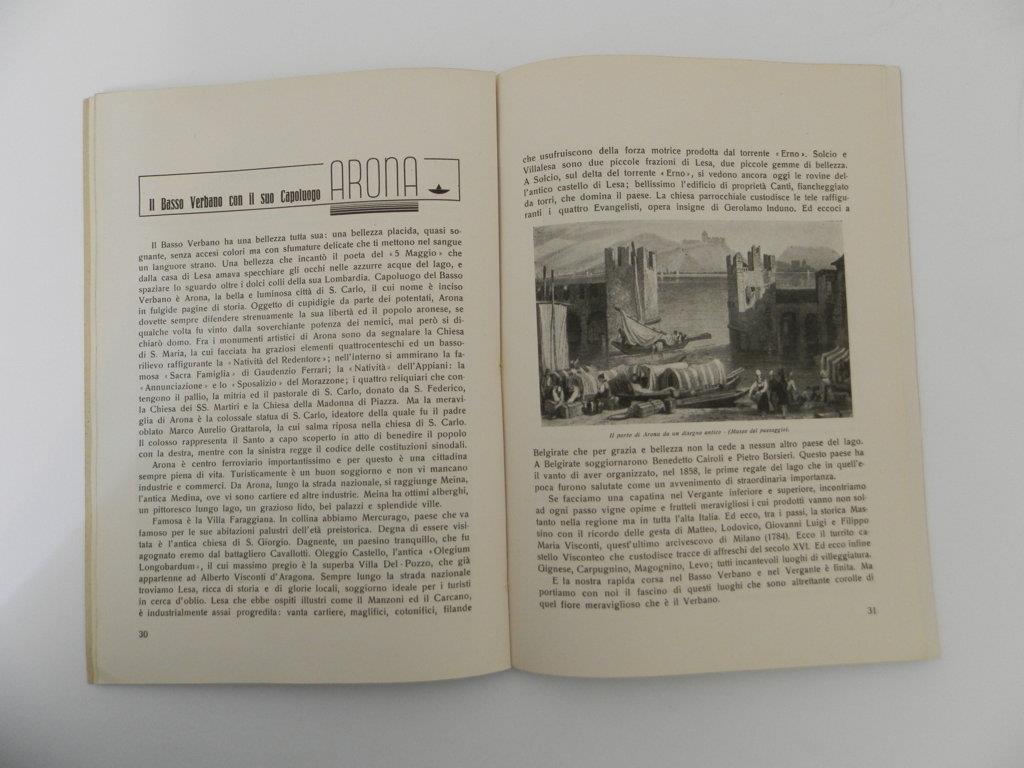 Il Basso Verbano con il suo Capoluogo ARONA
Il Basso Verbano ha una bellezza tutta sua: una bellezza placida, quasi so-
gnante, senza accesi colori ma con sfumature delicate che ti mettono nel sangue
un languore strano. Una bellezza che incantò il poeta del «5 Maggio» che
dalla casa di Lesa amava specchiare gli occhi nelle azzurre acque del lago, e
spaziare lo sguardo oltre i dolci colli della sua Lombardia. Capoluogo del Basso
Verbano è Arona, la bella e luminosa città di S. Carlo, il cui nome è inciso
in fulgide pagine di storia. Oggetto di cupidigie da parte dei potentati, Arona
dovette sempre difendere strenuamente la sua libertà ed il popolo aronese, se
qualche volta fu vinto dalla soverchiante potenza dei nemici, mai però si di-
chiarò domo. Fra i monumenti artistici di Arona sono da segnalare la Chiesa
di S. Maria, la cui facciata ha graziosi elementi quattrocenteschi ed un basso-
rilievo raffigurante la «Natività del Redentore»; nell'interno si ammirano la fa-
mosa «Sacra Famiglia» di Gaudenzio Ferrari; la «Natività» dell'Appiani: la
«Annunciazione» e lo «Sposalizio» del Morazzone; i quattro reliquiari che con-
tengono il pallio, la mitria ed il pastorale di S. Carlo, donato da S. Federico,
la Chiesa dei SS. Martiri e la Chiesa della Madonna di Piazza. Ma la meravi-
glia di Arona è la colossale statua di S. Carlo, ideatore della quale fu il padre
oblato Marco Aurelio Grattarola, la cui salma riposa nella chiesa di S. Carlo.
Il colosso rappresenta il Santo a capo scoperto in atto di benedire il popolo
con la destra, mentre con la sinistra regge il codice delle costituzioni sinodali.
Arona è centro ferroviario importantissimo e per questo è una cittadina
sempre piena di vita. Turisticamente è un buon soggiorno e non vi mancano
industrie e commerci. Da Arona, lungo la strada nazionale, si raggiunge Meina,
l'antica Medina, ove vi sono cartiere ed altre industrie. Meina ha ottimi alberghi,
un pittoresco lungo lago, un grazioso lido, bei palazzi e splendide ville.
Famosa è la Villa Faraggiana. In collina abbiamo Mercurago, paese che va
famoso per le sue abitazioni palustri dell'età preistorica. Degna di essere visi-
tata è l'antica chiesa di S. Giorgio. Dagnente, un paesino tranquillo, che fu
agognato eremo dal battagliero Cavallotti. Oleggio Castello, l'antica «Olegium
Longobardum», il cui massimo pregio è la superba Villa Del-Pozzo, che già
appartenne ad Alberto Visconti d'Aragona. Sempre lungo la strada nazionale
troviamo Lesa, ricca di storia e di glorie locali, soggiorno ideale per i turisti
in cerca d'oblio. Lesa che ebbe ospiti illustri come il Manzoni ed il Carcano,
è industrialmente assai progredita: vanta cartiere, maglifici, cotonifici, filande
30
che usufruiscono della forza motrice prodotta dal torrente «Erno». Solcio e
Villalesa sono due piccole frazioni di Lesa, due piccole gemme di bellezza.
A Solcio, sul delta del torrente «Erno», si vedono ancora oggi le rovine del-
l'antico castello di Lesa; bellissimo l'edificio di proprietà Canti, fiancheggiato
da torri, che domina il paese. La chiesa parrocchiale custodisce le tele raffigu-
ranti i quattro Evangelisti, opera insigne di Gerolamo Induno. Ed eccoci a
Il porto di Arona da un disegno antico - (Museo del paesaggio).
Belgirate che per grazia e bellezza non la cede a nessun altro paese del lago.
A Belgirate soggiornarono Benedetto Cairoli e Pietro Borsieri. Questo paese ha
il vanto di aver organizzato, nel 1858, le prime regate del lago che in quell'e-
poca furono salutate come un avvenimento di straordinaria importanza.
Se facciamo una capatina nel Vergante inferiore e superiore, incontriamo
ad ogni passo vigne opime e frutteti meravigliosi i cui prodotti vanno non sol-
tanto nella regione ma in tutta l'alta Italia. Ed ecco, tra i passi, la storica Mas-
sino con il ricordo delle gesta di Matteo, Lodovico, Giovanni Luigi e Filippo
Maria Visconti, quest'ultimo arcivescovo di Milano (1784). Ecco il turrito ca-
stello Visconteo che custodisce tracce di affreschi del secolo XVI. Ed ecco infine
Gignese, Carpugnino, Magognino, Levo; tutti incantevoli luoghi di villeggiatura.
E la nostra rapida corsa nel Basso Verbano e nel Vergante è finita. Ma
portiamo con noi il fascino di questi luoghi che sono altrettante corolle di
quel fiore meraviglioso che è il Verbano.
31